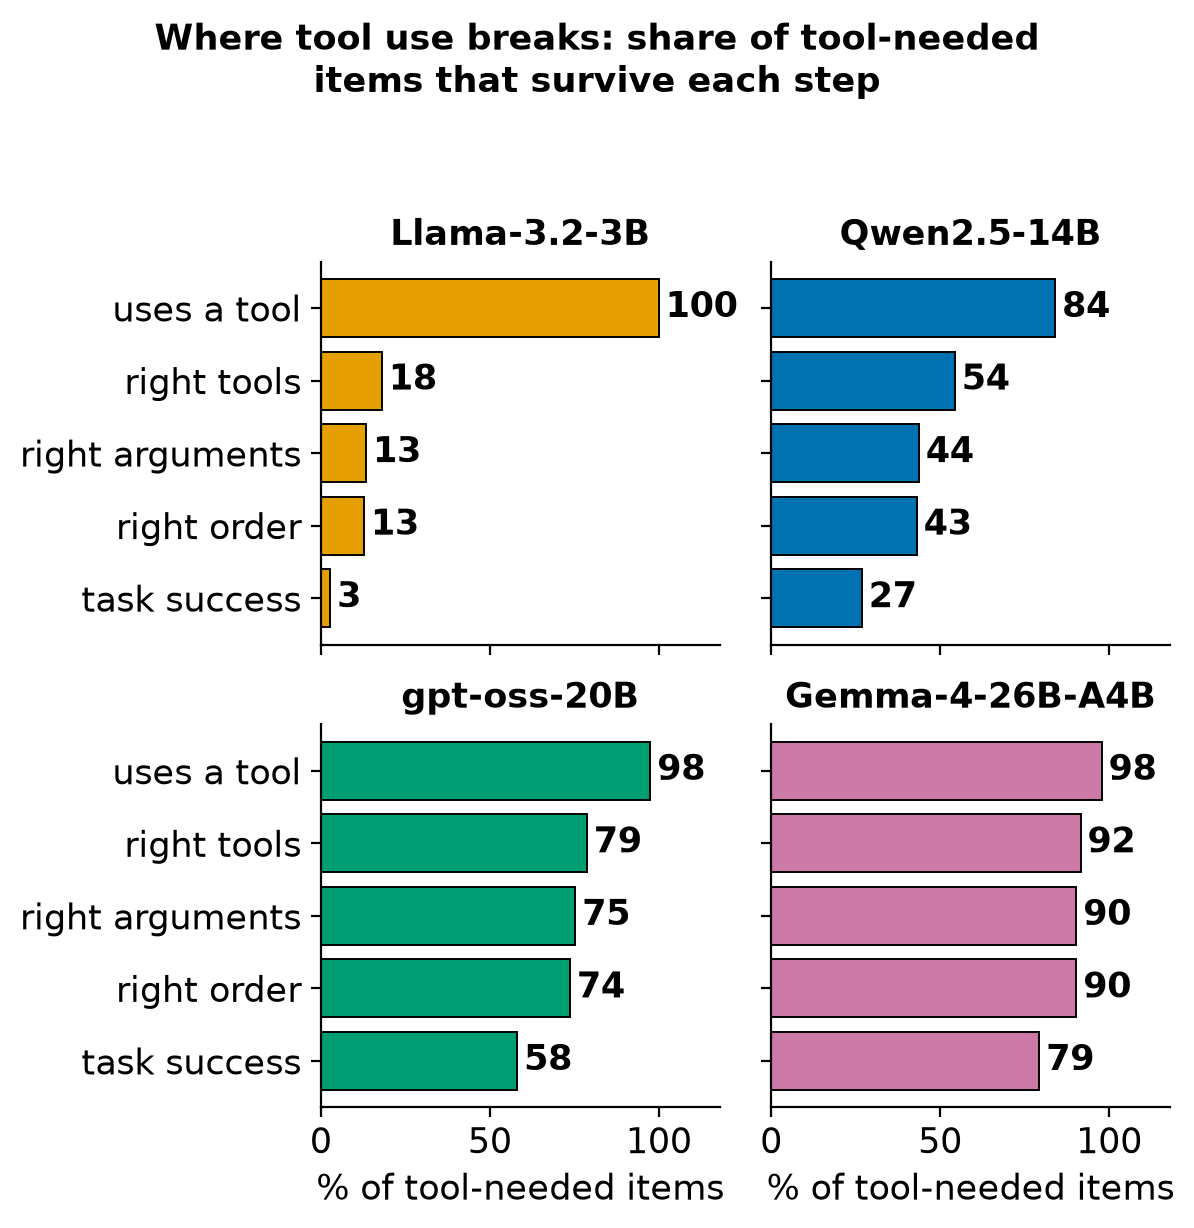 Where tool use breaks: share of tool-needed
items that survive each step
Llama-3.2-3B
uses a tool 100
right tools 18
right arguments 13
right order 13
task success 3
Qwen2.5-14B
84
54
44
43
27
gpt-oss-20B
uses a tool 98
right tools 79
right arguments 75
right order 74
task success 58
0 50 100
% of tool-needed items
Gemma-4-26B-A4B
98
92
90
90
79
0 50 100
% of tool-needed items